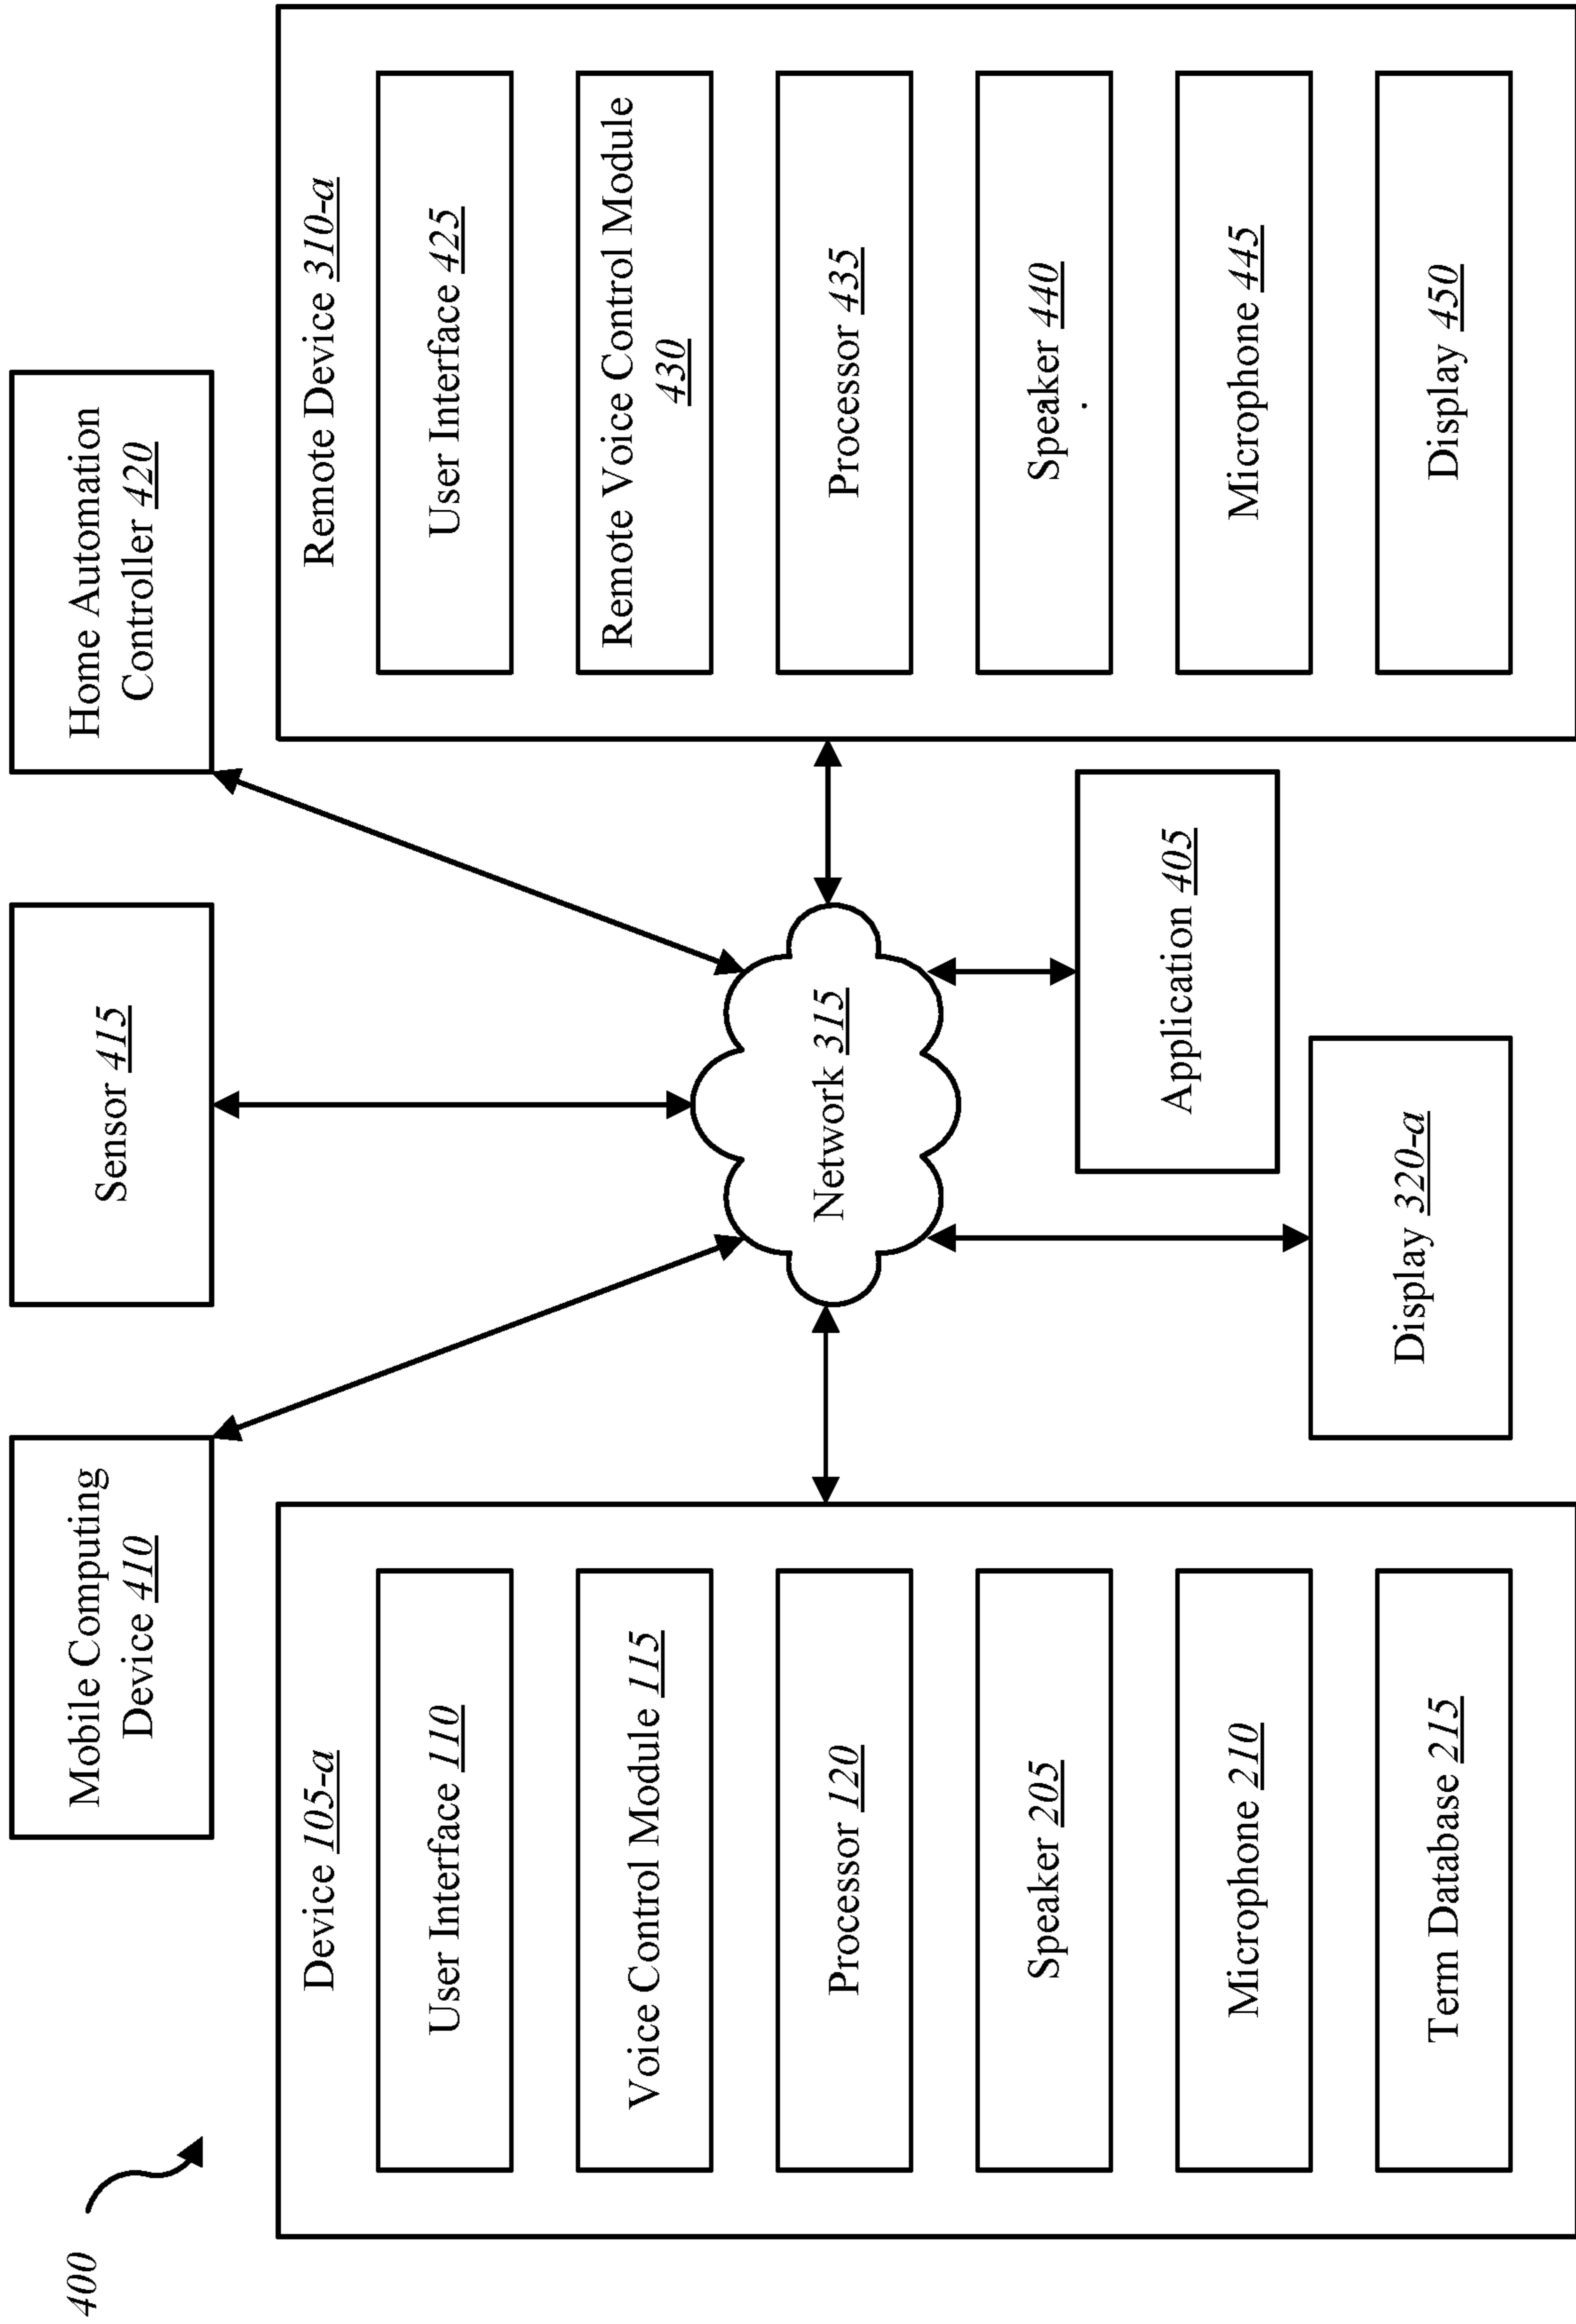 400
Mobile Computing
Device 410
Sensor 415
Home Automation
Controller 420
Device 105-a
User Interface 110
Voice Control Module 115
Processor 120
Speaker 205
Microphone 210
Term Database 215
Network 315
Display 320-a
Application 405
Remote Device 310-a
User Interface 425
Remote Voice Control Module
430
Processor 435
Speaker 440
Microphone 445
Display 450